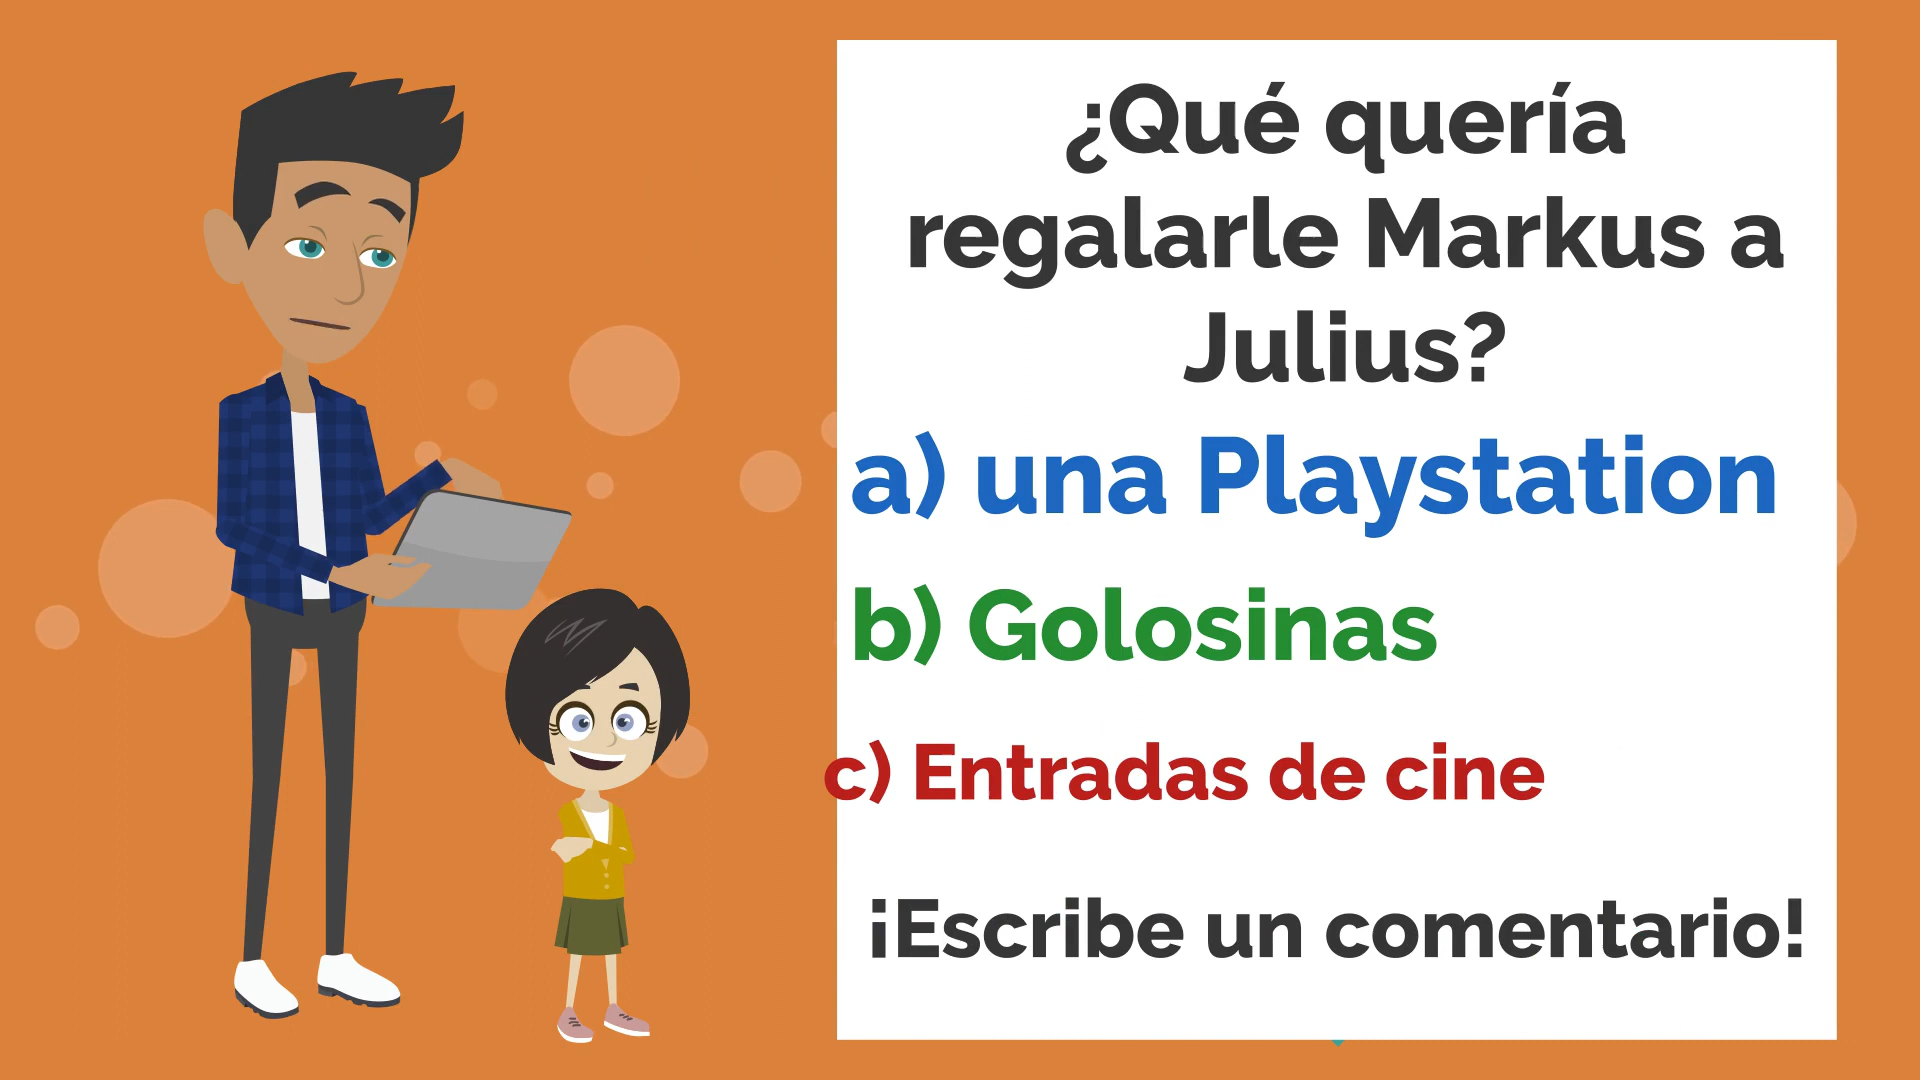 ¿Qué quería
regalarle Markus a
Julius?
a) una Playstation
b) Golosinas
c) Entradas de cine
¡Escribe un comentario!